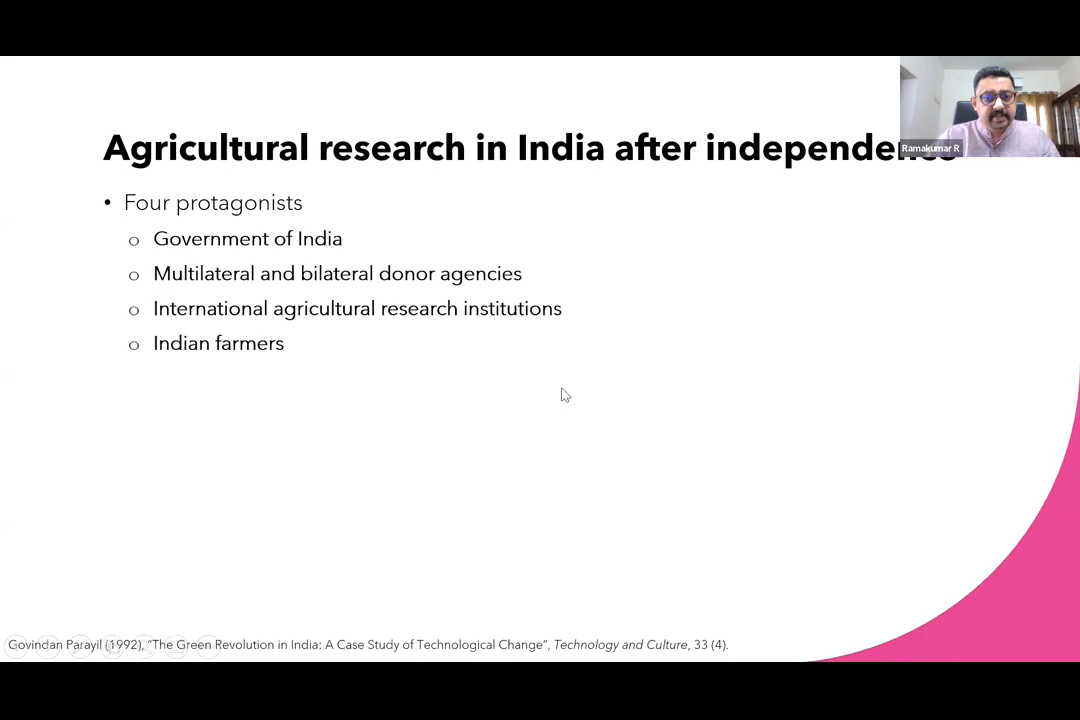 Agricultural research in India after independence
Ramakumar R
• Four protagonists
o Government of India
o Multilateral and bilateral donor agencies
o International agricultural research institutions
o Indian farmers
Govindan Parayil (1992), “The Green Revolution in India: A Case Study of Technological Change”, Technology and Culture, 33 (4).